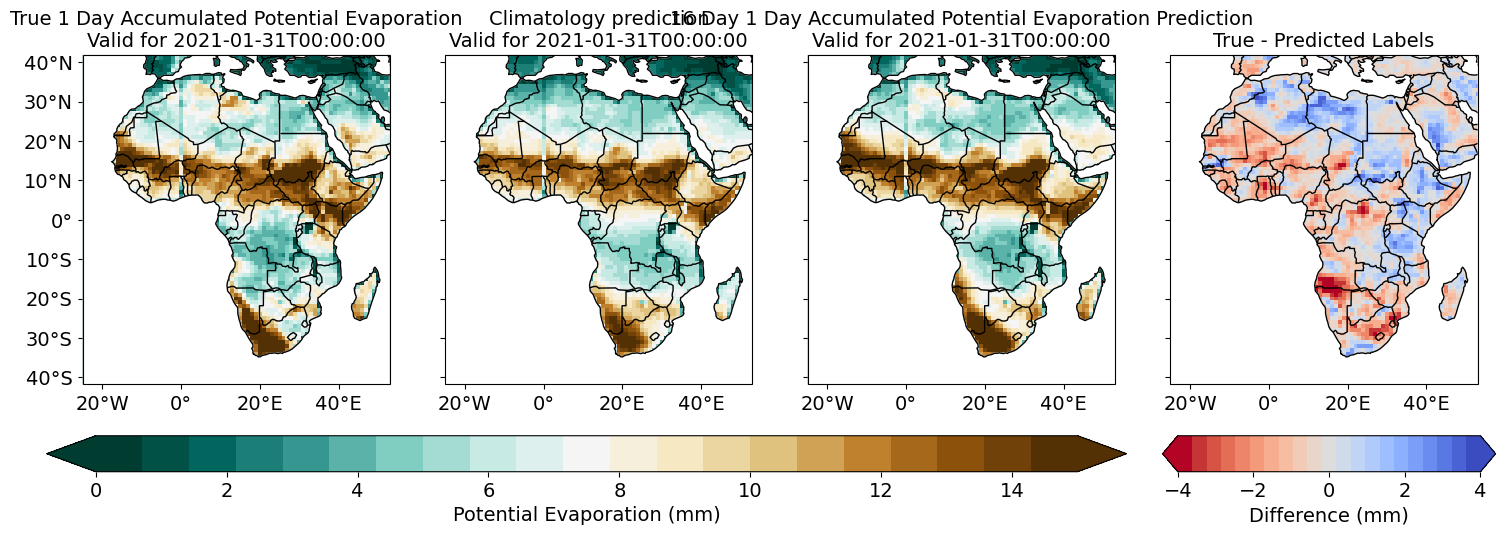 True 1 Day Accumulated Potential Evaporation
Valid for 2021-01-31T00:00:00
Climatology prediction
Valid for 2021-01-31T00:00:00
16 Day 1 Day Accumulated Potential Evaporation Prediction
Valid for 2021-01-31T00:00:00
True - Predicted Labels
40°N
30°N
20°N
10°N
0°
10°S
20°S
30°S
40°S
20°W 0° 20°E 40°E
20°W 0° 20°E 40°E
20°W 0° 20°E 40°E
20°W 0° 20°E 40°E
0 2 4 6 8 10 12 14
Potential Evaporation (mm)
−4 −2 0 2 4
Difference (mm)